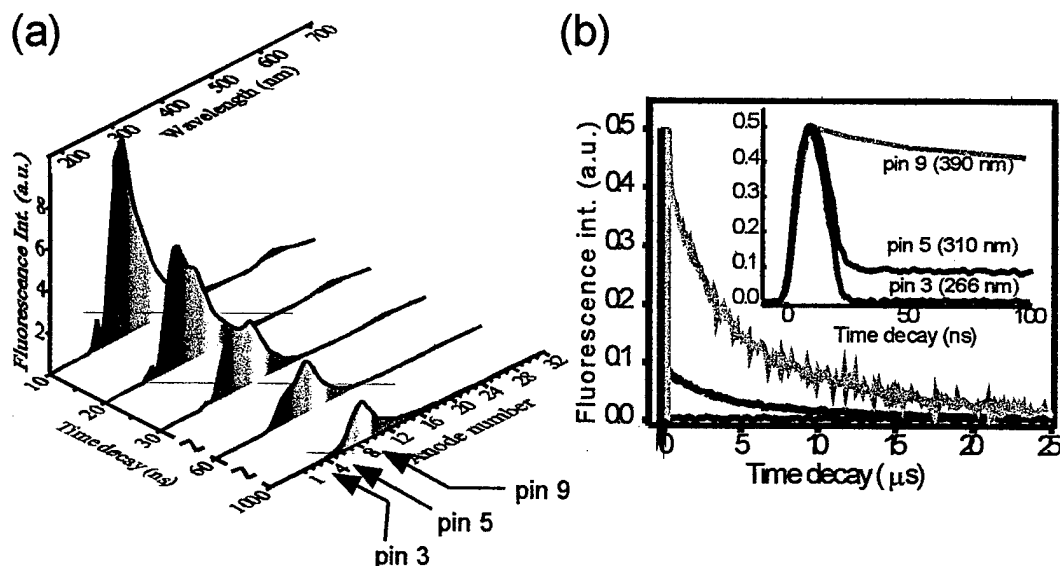 (a)
700
600
500
400
300
200
Wavelength (nm)
Fluorescence Int. (a.u.)
8
6
4
2
10
20
30
60
1000
Time decay (ns)
~
~
1
4
8
12
16
20
24
28
32
Anode number
pin 9
pin 5
pin 3
(b)
Fluorescence int. (a.u.)
0.5
0.4
0.3
0.2
0.1
0.0
0.5
0.4
0.3
0.2
0.1
0.0
pin 9 (390 nm)
pin 5 (310 nm)
pin 3 (266 nm)
0 50 100
Time decay (ns)
0 5 10 15 20 25
Time decay (μs)